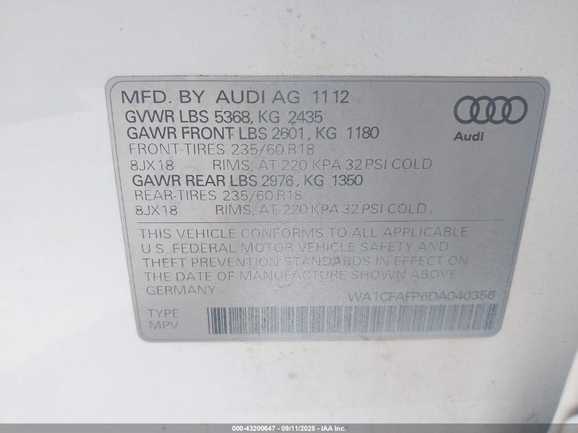 MFD. BY AUDI AG 11 12
GVWR LBS 5368, KG 2435
GAWR FRONT LBS 2601, KG 1180
FRONT-TIRES 235/60 R18
8JX18 RIMS, AT 220 KPA 32 PSI COLD
GAWR REAR LBS 2976, KG 1350
REAR-TIRES 235/60 R18
8JX18 RIMS, AT 220 KPA 32 PSI COLD.
Audi
THIS VEHICLE CONFORMS TO ALL APPLICABLE
U.S. FEDERAL MOTOR VEHICLE SAFETY AND
THEFT PREVENTION STANDARDS IN EFFECT ON
THE DATE OF MANUFACTURE SHOWN ABOVE.
GERMANY
WA1CFAFP6DA040356
TYPE
MPV
000-43200647 - 09/11/2025 - IAA Inc.